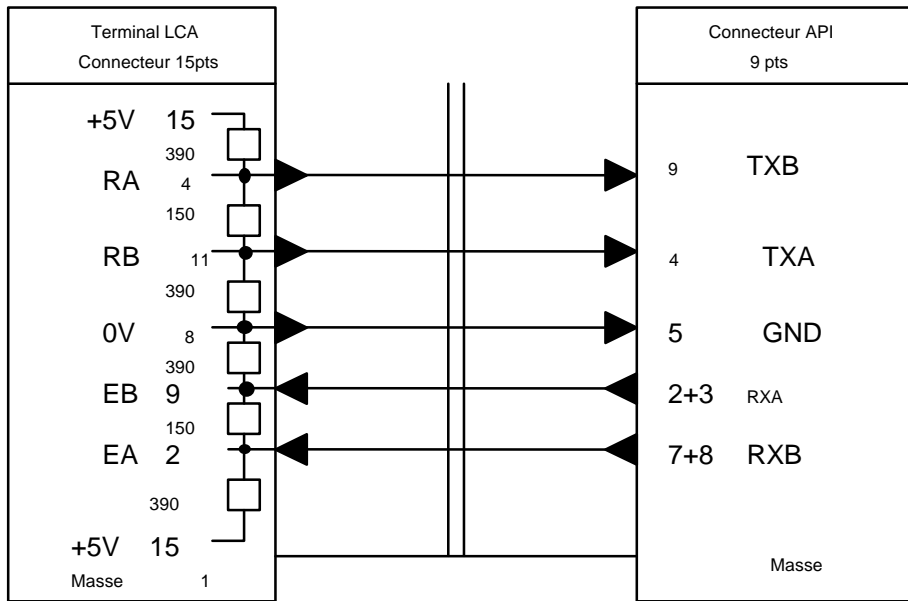 Terminal LCA
Connecteur 15pts
Connecteur API
9 pts
+5V 15
390
RA 4
9 TXB
150
RB 11
4 TXA
390
0V 8
5 GND
390
EB 9
2+3 RXA
150
EA 2
7+8 RXB
390
+5V 15
Masse 1
Masse